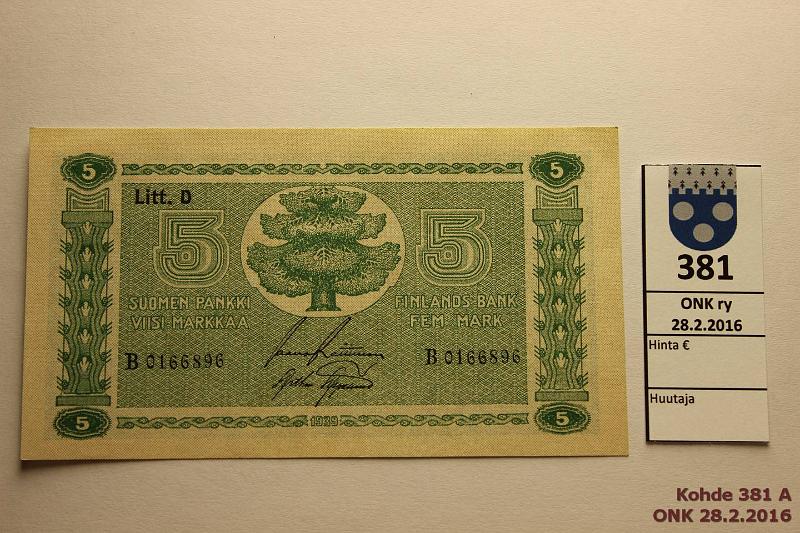 5 5
Litt. D
5 5
SUOMEN PANKKI FINLANDS BANK
VIISI MARKKAA FEM MARK
B 0166896 B 0166896
5 1939 5
381
ONK ry
28.2.2016
Hinta €
Huutaja
Kohde 381 A
ONK 28.2.2016